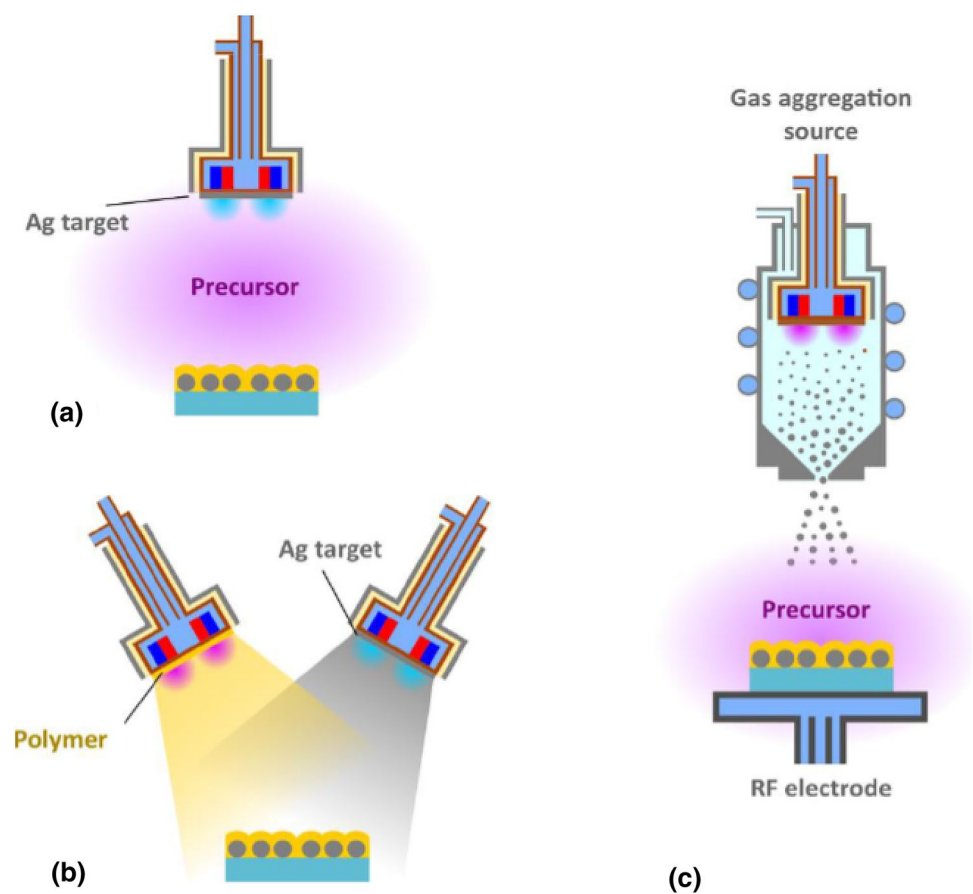 Ag target
Precursor
(a)
Ag target
Polymer
(b)
Gas aggregation
source
Precursor
RF electrode
(c)